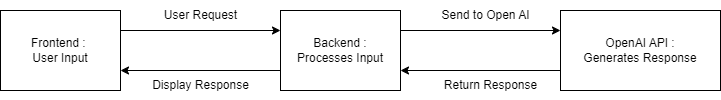 User Request
Send to Open AI
Frontend :
User Input
Backend :
Processes Input
OpenAI API :
Generates Response
Display Response
Return Response